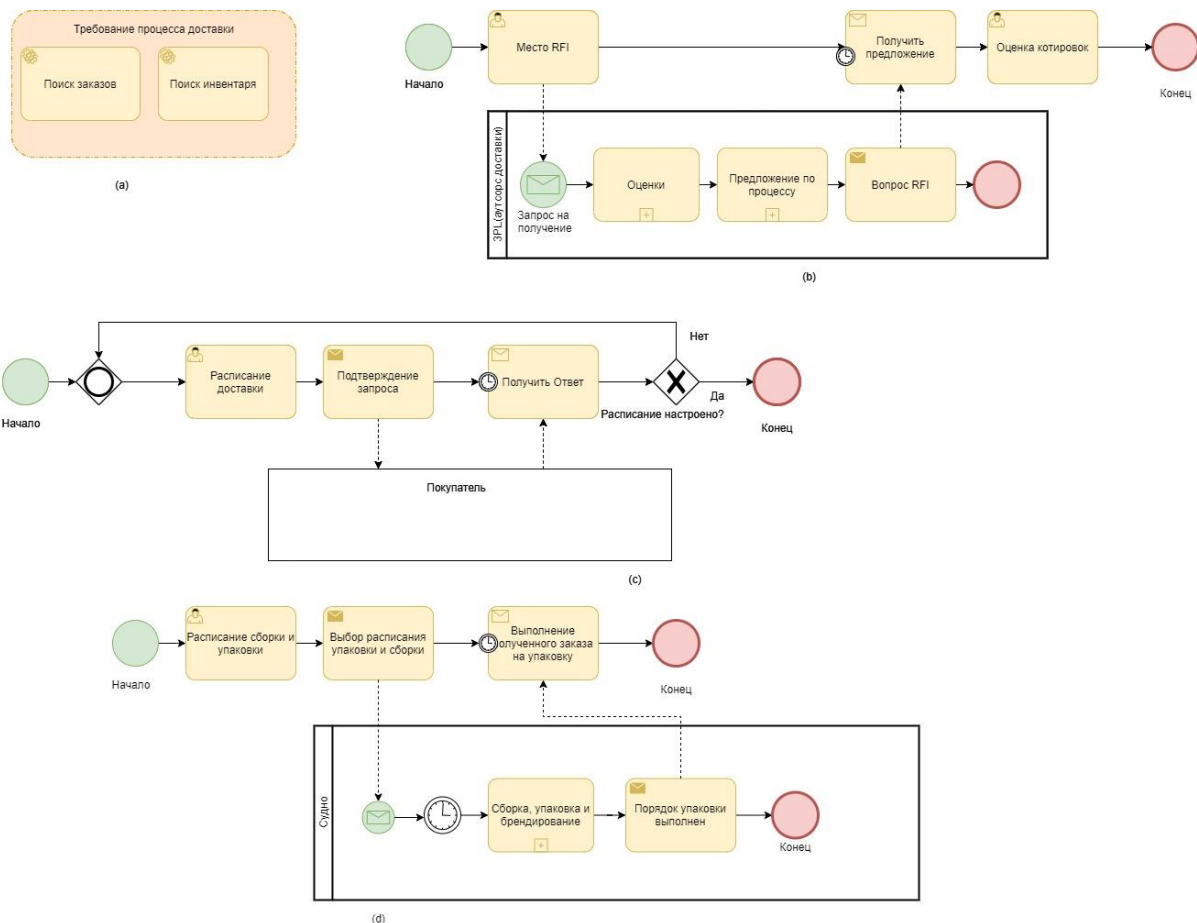 Требование процесса доставки
Поиск заказов
Поиск инвентаря
(a)
Начало
Место RFI
Получить
предложение
Оценка котировок
Конец
3PL(аутсорс доставки)
Запрос на
получение
Оценки
Предложение по
процессу
Вопрос RFI
(b)
Начало
Расписание
доставки
Подтверждение
запроса
Получить Ответ
Нет
Да
Расписание настроено?
Конец
Покупатель
(c)
Начало
Расписание сборки и
упаковки
Выбор расписания
упаковки и сборки
Выполнение
олученного заказа
на упаковку
Конец
Судно
Сборка, упаковка и
брендирование
Порядок упаковки
выполнен
Конец
(d)